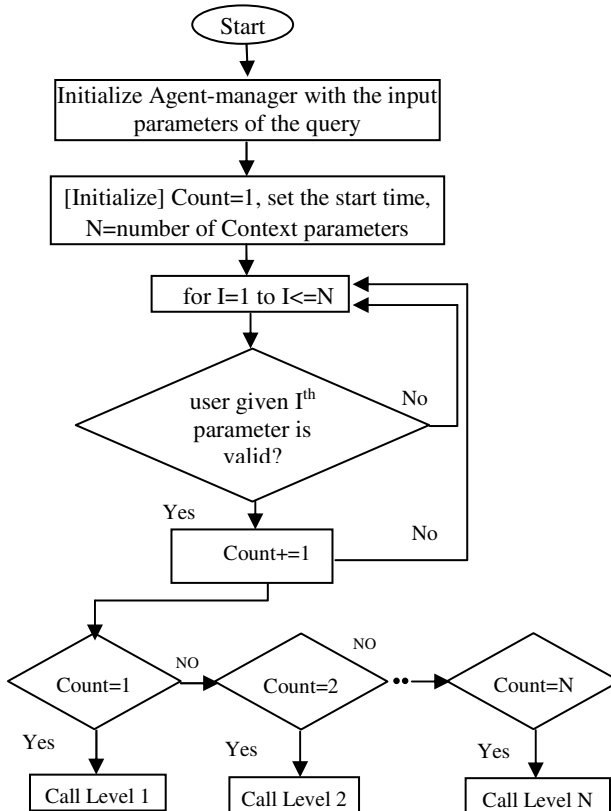 Start
Initialize Agent-manager with the input
parameters of the query
[Initialize] Count=1, set the start time,
N=number of Context parameters
for I=1 to I<=N
user given Ith
parameter is
valid?
No
Yes
Count+=1
No
Count=1
NO
Count=2
NO
••
Count=N
Yes
Yes
Yes
Call Level 1
Call Level 2
Call Level N